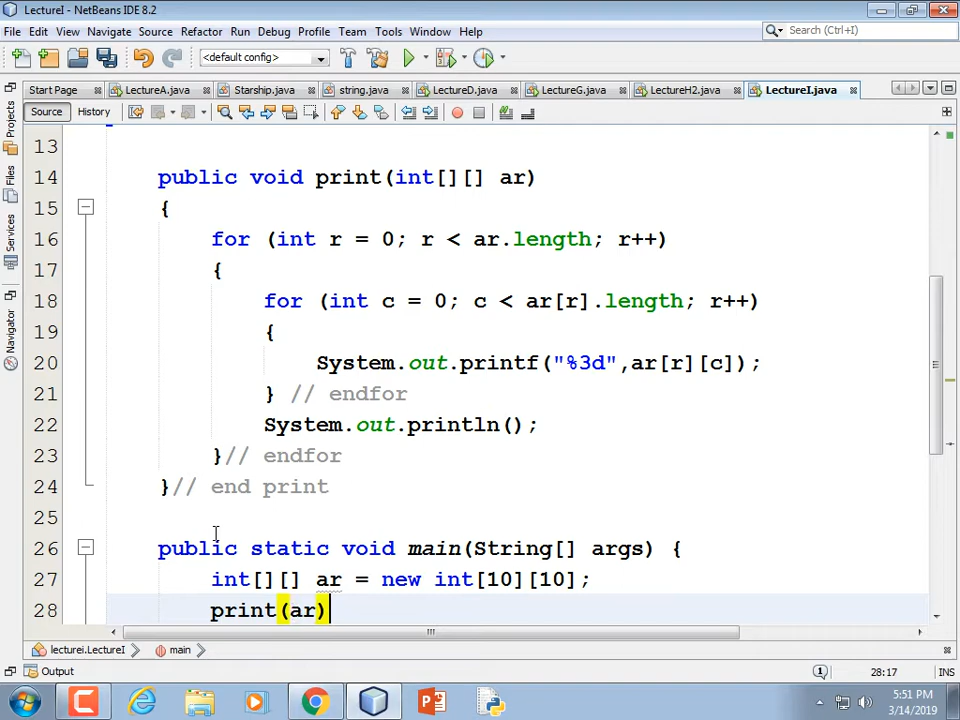 LectureI - NetBeans IDE 8.2
File Edit View Navigate Source Refactor Run Debug Profile Team Tools Window Help
Search (Ctrl+I)
<default config>
Start Page LectureA.java Starship.java string.java LectureD.java LectureG.java LectureH2.java LectureI.java
Source History
Projects
Files
Services
Navigator
13
14 public void print(int[][] ar)
15 {
16 for (int r = 0; r < ar.length; r++)
17 {
18 for (int c = 0; c < ar[r].length; r++)
19 {
20 System.out.printf("%3d",ar[r][c]);
21 } // endfor
22 System.out.println();
23 }// endfor
24 }// end print
25
26 public static void main(String[] args) {
27 int[][] ar = new int[10][10];
28 print(ar)
lecturei.LectureI main
Output
1
28:17 INS
5:51 PM
3/14/2019